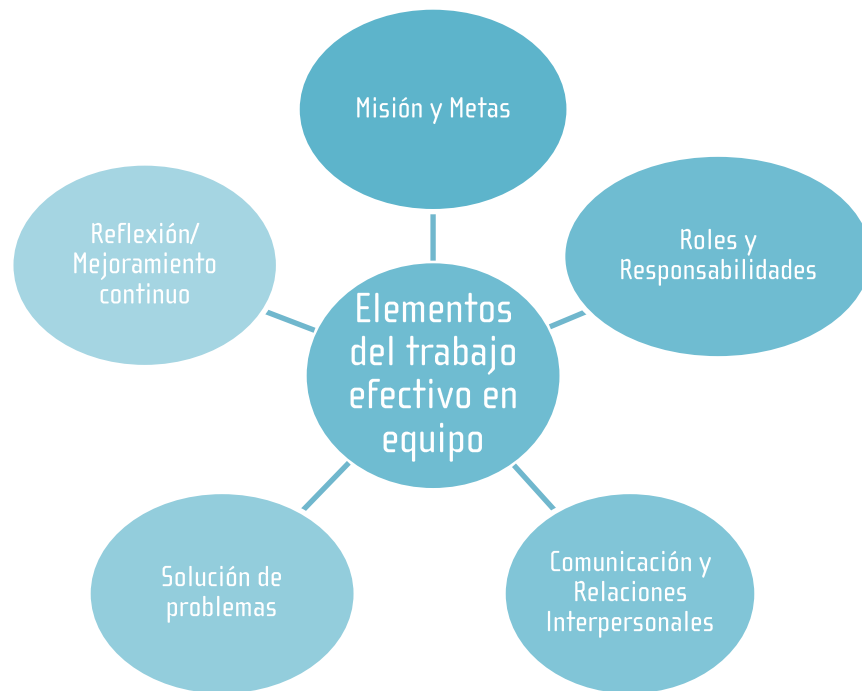 Misión y Metas
Roles y
Responsabilidades
Comunicación y
Relaciones
Interpersonales
Solución de
problemas
Reflexión/
Mejoramiento
continuo
Elementos
del trabajo
efectivo en
equipo